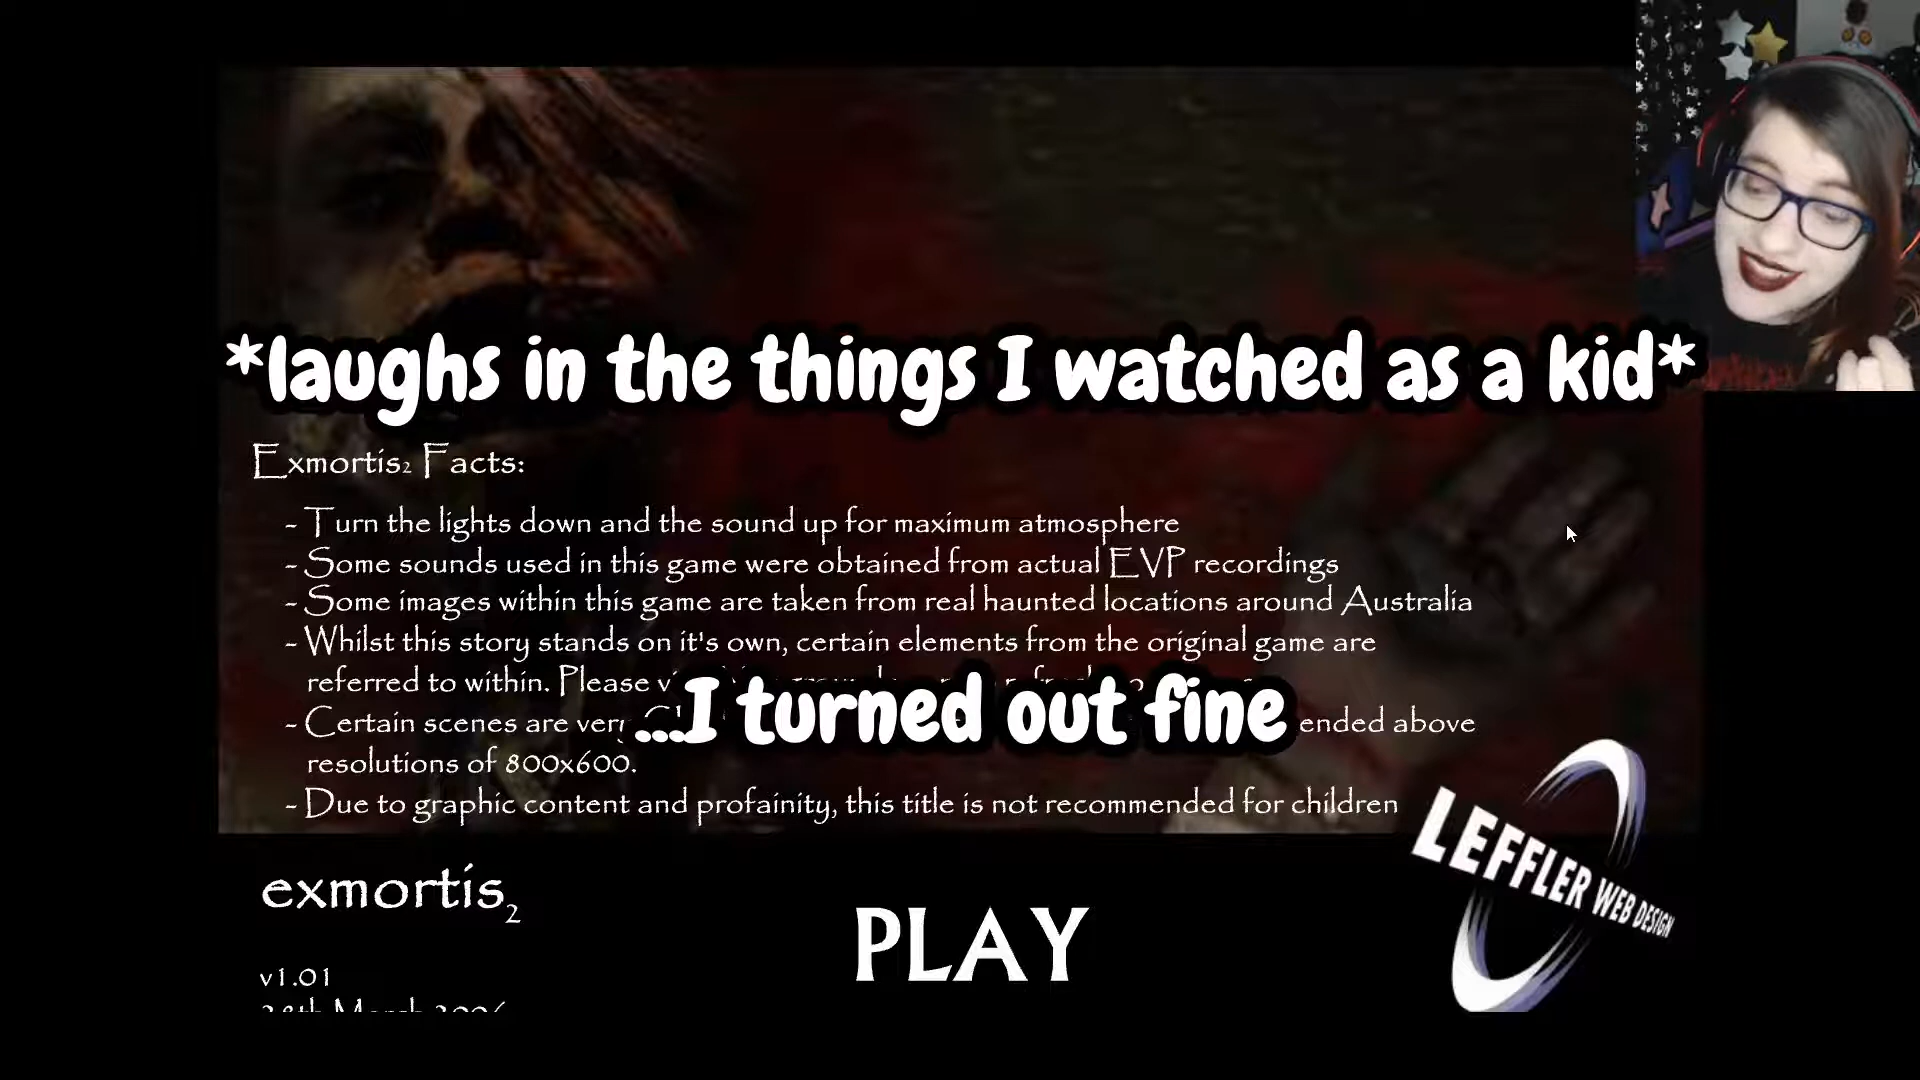 *laughs in the things I watched as a kid*
Exmortis2 Facts:
- Turn the lights down and the sound up for maximum atmosphere
- Some sounds used in this game were obtained from actual EVP recordings
- Some images within this game are taken from real haunted locations around Australia
- Whilst this story stands on it's own, certain elements from the original game are
referred to within. Please
...I turned out fine
- Certain scenes are very
ended above
resolutions of 800x600.
- Due to graphic content and profainity, this title is not recommended for children
LEFFLER WEB DESIGN
exmortis2
PLAY
v1.01